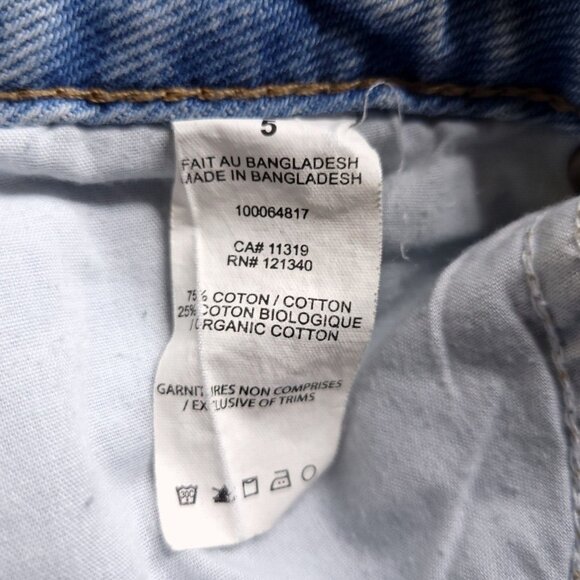 5
FAIT AU BANGLADESH
MADE IN BANGLADESH
100064817
CA# 11319
RN# 121340
75% COTON / COTTON
25% COTON BIOLOGIQUE
/ ORGANIC COTTON
GARNITURES NON COMPRISES
/ EXCLUSIVE OF TRIMS
30C